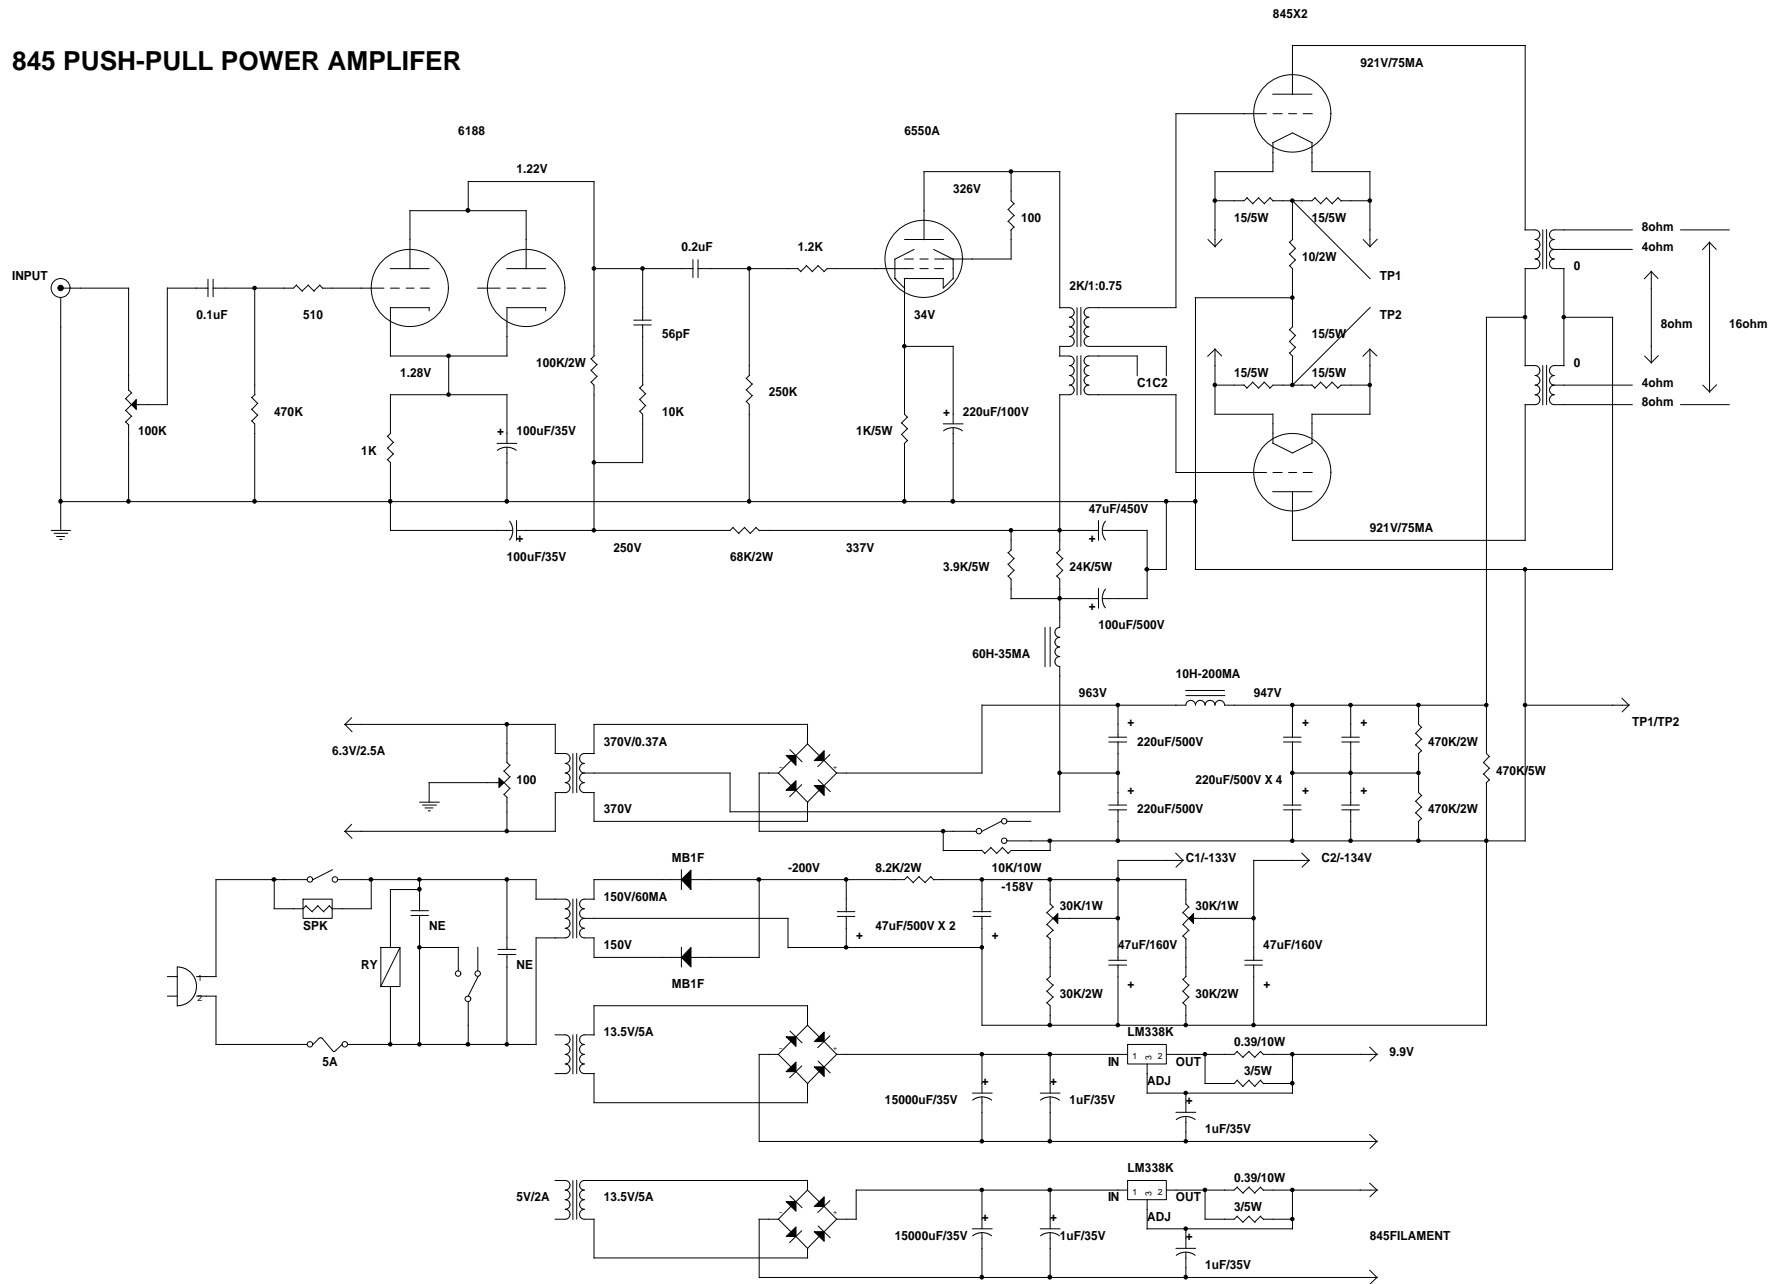 845X2
845 PUSH-PULL POWER AMPLIFER
921V/75MA
6188
6550A
1.22V
326V
100
15/5W
15/5W
0.2uF
1.2K
10/2W
8ohm
4ohm
0
INPUT
TP1
2K/1:0.75
0.1uF
510
34V
TP2
8ohm
16ohm
56pF
15/5W
100K/2W
1.28V
15/5W
15/5W
0
C1C2
4ohm
8ohm
250K
470K
10K
+
220uF/100V
100K
+
100uF/35V
1K/5W
1K
47uF/450V
+
921V/75MA
+
100uF/35V
250V
68K/2W
337V
3.9K/5W
24K/5W
+
100uF/500V
60H-35MA
10H-200MA
963V
947V
TP1/TP2
6.3V/2.5A
370V/0.37A
+
220uF/500V
+
+
470K/2W
100
-
+
470K/5W
220uF/500V X 4
370V
+
220uF/500V
+
+
470K/2W
MB1F
-200V
8.2K/2W
10K/10W
C1/-133V
C2/-134V
-158V
150V/60MA
30K/1W
30K/1W
SPK
NE
47uF/500V X 2
+
+
150V
47uF/160V
47uF/160V
RY
NE
1
2
MB1F
30K/2W
+
30K/2W
+
13.5V/5A
LM338K
0.39/10W
5A
-
+
IN
1 3 2
OUT
9.9V
3/5W
ADJ
+
15000uF/35V
+
1uF/35V
+
1uF/35V
LM338K
0.39/10W
5V/2A
13.5V/5A
IN
1 3 2
OUT
3/5W
-
+
ADJ
+
15000uF/35V
+
1uF/35V
+
845FILAMENT
1uF/35V